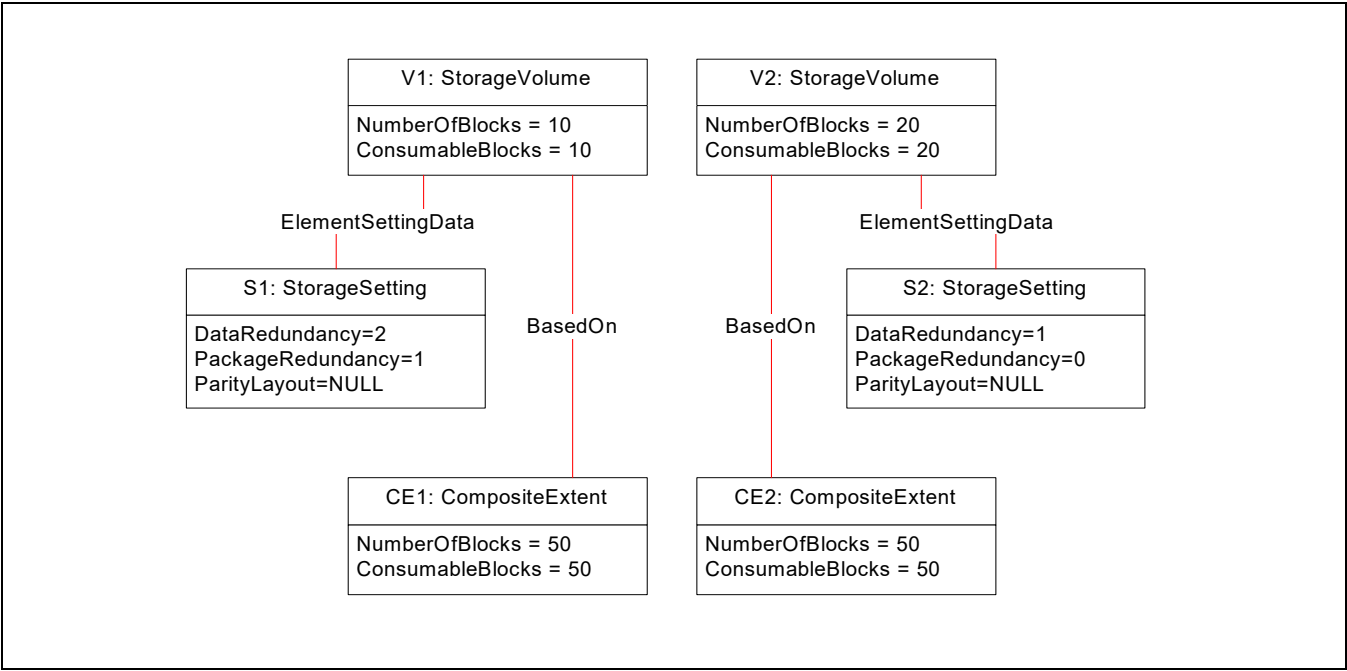 V1: StorageVolume
NumberOfBlocks = 10
ConsumableBlocks = 10
V2: StorageVolume
NumberOfBlocks = 20
ConsumableBlocks = 20
ElementSettingData
ElementSettingData
S1: StorageSetting
DataRedundancy=2
PackageRedundancy=1
ParityLayout=NULL
BasedOn
BasedOn
S2: StorageSetting
DataRedundancy=1
PackageRedundancy=0
ParityLayout=NULL
CE1: CompositeExtent
NumberOfBlocks = 50
ConsumableBlocks = 50
CE2: CompositeExtent
NumberOfBlocks = 50
ConsumableBlocks = 50